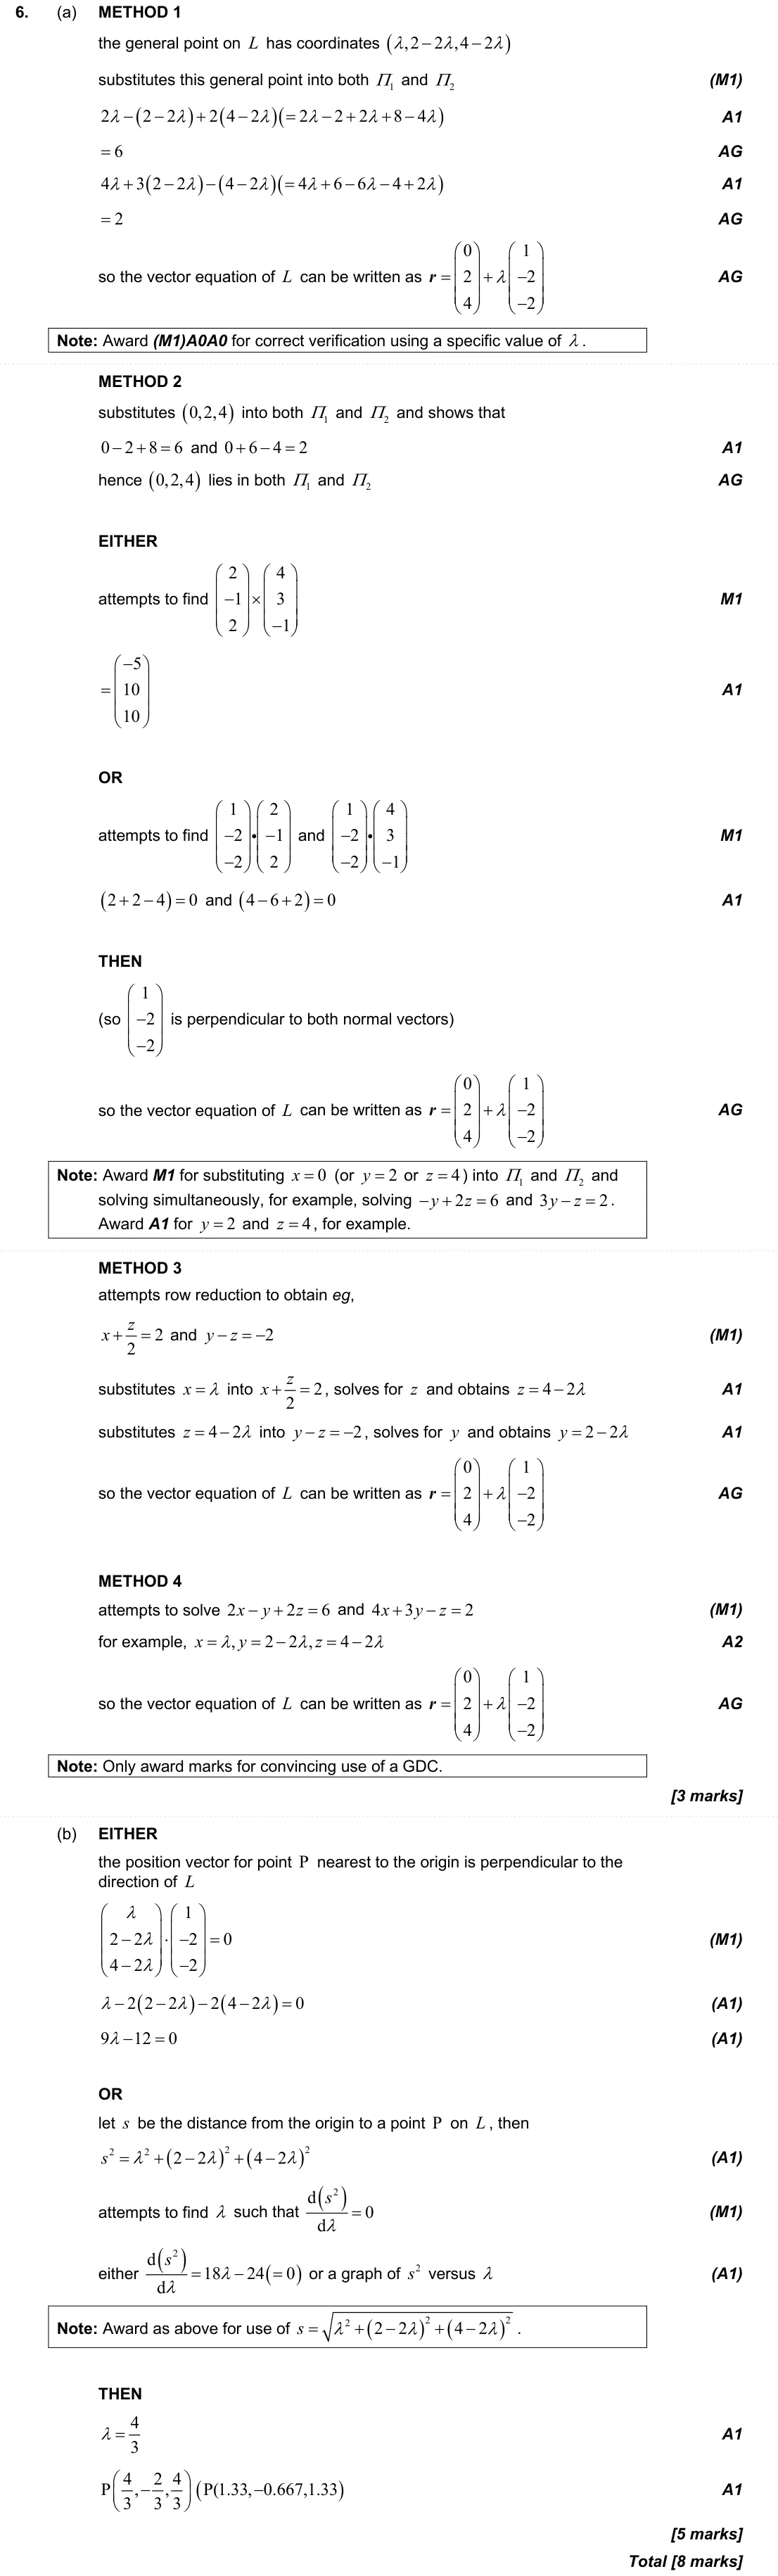 6. (a) METHOD 1
the general point on L has coordinates (λ, 2 − 2λ, 4 − 2λ)
substitutes this general point into both Π₁ and Π₂ (M1)
2λ − (2 − 2λ) + 2(4 − 2λ)(= 2λ − 2 + 2λ + 8 − 4λ) A1
= 6 AG
4λ + 3(2 − 2λ) − (4 − 2λ)(= 4λ + 6 − 6λ − 4 + 2λ) A1
= 2 AG
so the vector equation of L can be written as r = (0 2 4) + λ(1 −2 −2) AG
Note: Award (M1)A0A0 for correct verification using a specific value of λ.
METHOD 2
substitutes (0, 2, 4) into both Π₁ and Π₂ and shows that
0 − 2 + 8 = 6 and 0 + 6 − 4 = 2 A1
hence (0, 2, 4) lies in both Π₁ and Π₂ AG
EITHER
attempts to find (2 −1 2) × (4 3 −1) M1
= (−5 10 10) A1
OR
attempts to find (1 −2 −2) • (2 −1 2) and (1 −2 −2) • (4 3 −1) M1
(2 + 2 − 4) = 0 and (4 − 6 + 2) = 0 A1
THEN
(so (1 −2 −2) is perpendicular to both normal vectors)
so the vector equation of L can be written as r = (0 2 4) + λ(1 −2 −2) AG
Note: Award M1 for substituting x = 0 (or y = 2 or z = 4) into Π₁ and Π₂ and
solving simultaneously, for example, solving −y + 2z = 6 and 3y − z = 2.
Award A1 for y = 2 and z = 4, for example.
METHOD 3
attempts row reduction to obtain eg,
x + z/2 = 2 and y − z = −2 (M1)
substitutes x = λ into x + z/2 = 2, solves for z and obtains z = 4 − 2λ A1
substitutes z = 4 − 2λ into y − z = −2, solves for y and obtains y = 2 − 2λ A1
so the vector equation of L can be written as r = (0 2 4) + λ(1 −2 −2) AG
METHOD 4
attempts to solve 2x − y + 2z = 6 and 4x + 3y − z = 2 (M1)
for example, x = λ, y = 2 − 2λ, z = 4 − 2λ A2
so the vector equation of L can be written as r = (0 2 4) + λ(1 −2 −2) AG
Note: Only award marks for convincing use of a GDC.
[3 marks]
(b) EITHER
the position vector for point P nearest to the origin is perpendicular to the
direction of L
(λ 2 − 2λ 4 − 2λ) · (1 −2 −2) = 0 (M1)
λ − 2(2 − 2λ) − 2(4 − 2λ) = 0 (A1)
9λ − 12 = 0 (A1)
OR
let s be the distance from the origin to a point P on L, then
s² = λ² + (2 − 2λ)² + (4 − 2λ)² (A1)
attempts to find λ such that d(s²)/dλ = 0 (M1)
either d(s²)/dλ = 18λ − 24(= 0) or a graph of s² versus λ (A1)
Note: Award as above for use of s = √(λ² + (2 − 2λ)² + (4 − 2λ)²) .
THEN
λ = 4/3 A1
P(4/3, −2/3, 4/3) (P(1.33, −0.667, 1.33) A1
[5 marks]
Total [8 marks]